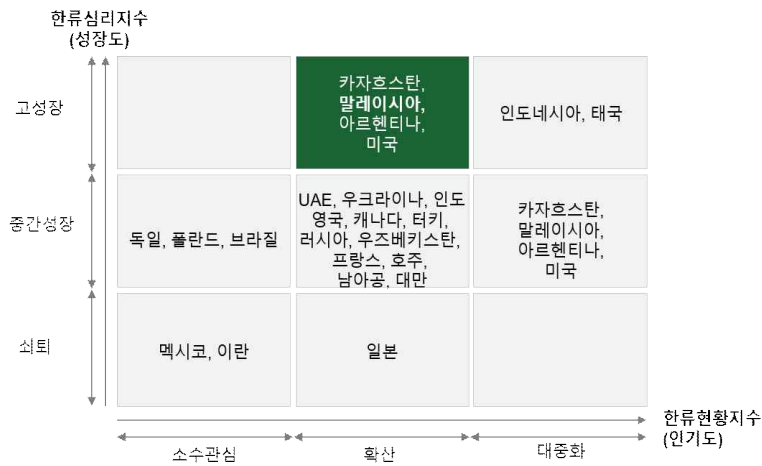 한류심리지수
(성장도)
고성장
카자흐스탄,
말레이시아,
아르헨티나,
미국
인도네시아, 태국
중간성장
독일, 폴란드, 브라질
UAE, 우크라이나, 인도
영국, 캐나다, 터키,
러시아, 우즈베키스탄,
프랑스, 호주,
남아공, 대만
카자흐스탄,
말레이시아,
아르헨티나,
미국
쇠퇴
멕시코, 이란
일본
한류현황지수
(인기도)
소수관심
확산
대중화